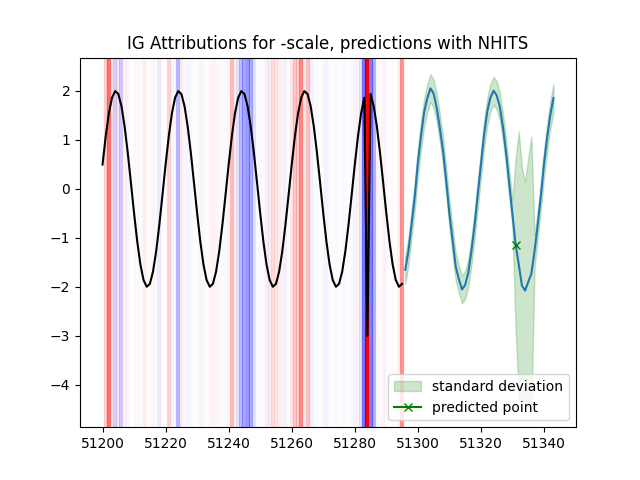 IG Attributions for -scale, predictions with NHITS
2
1
0
−1
−2
−3
−4
standard deviation
predicted point
51200 51220 51240 51260 51280 51300 51320 51340